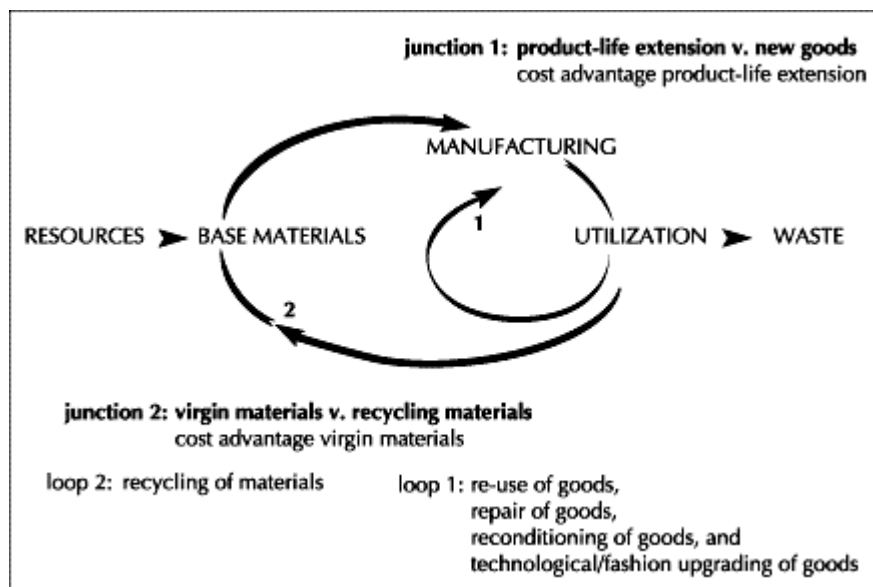 junction 1: product-life extension v. new goods
cost advantage product-life extension
MANUFACTURING
1
RESOURCES
BASE MATERIALS
UTILIZATION
WASTE
2
junction 2: virgin materials v. recycling materials
cost advantage virgin materials
loop 2: recycling of materials
loop 1: re-use of goods,
repair of goods,
reconditioning of goods, and
technological/fashion upgrading of goods